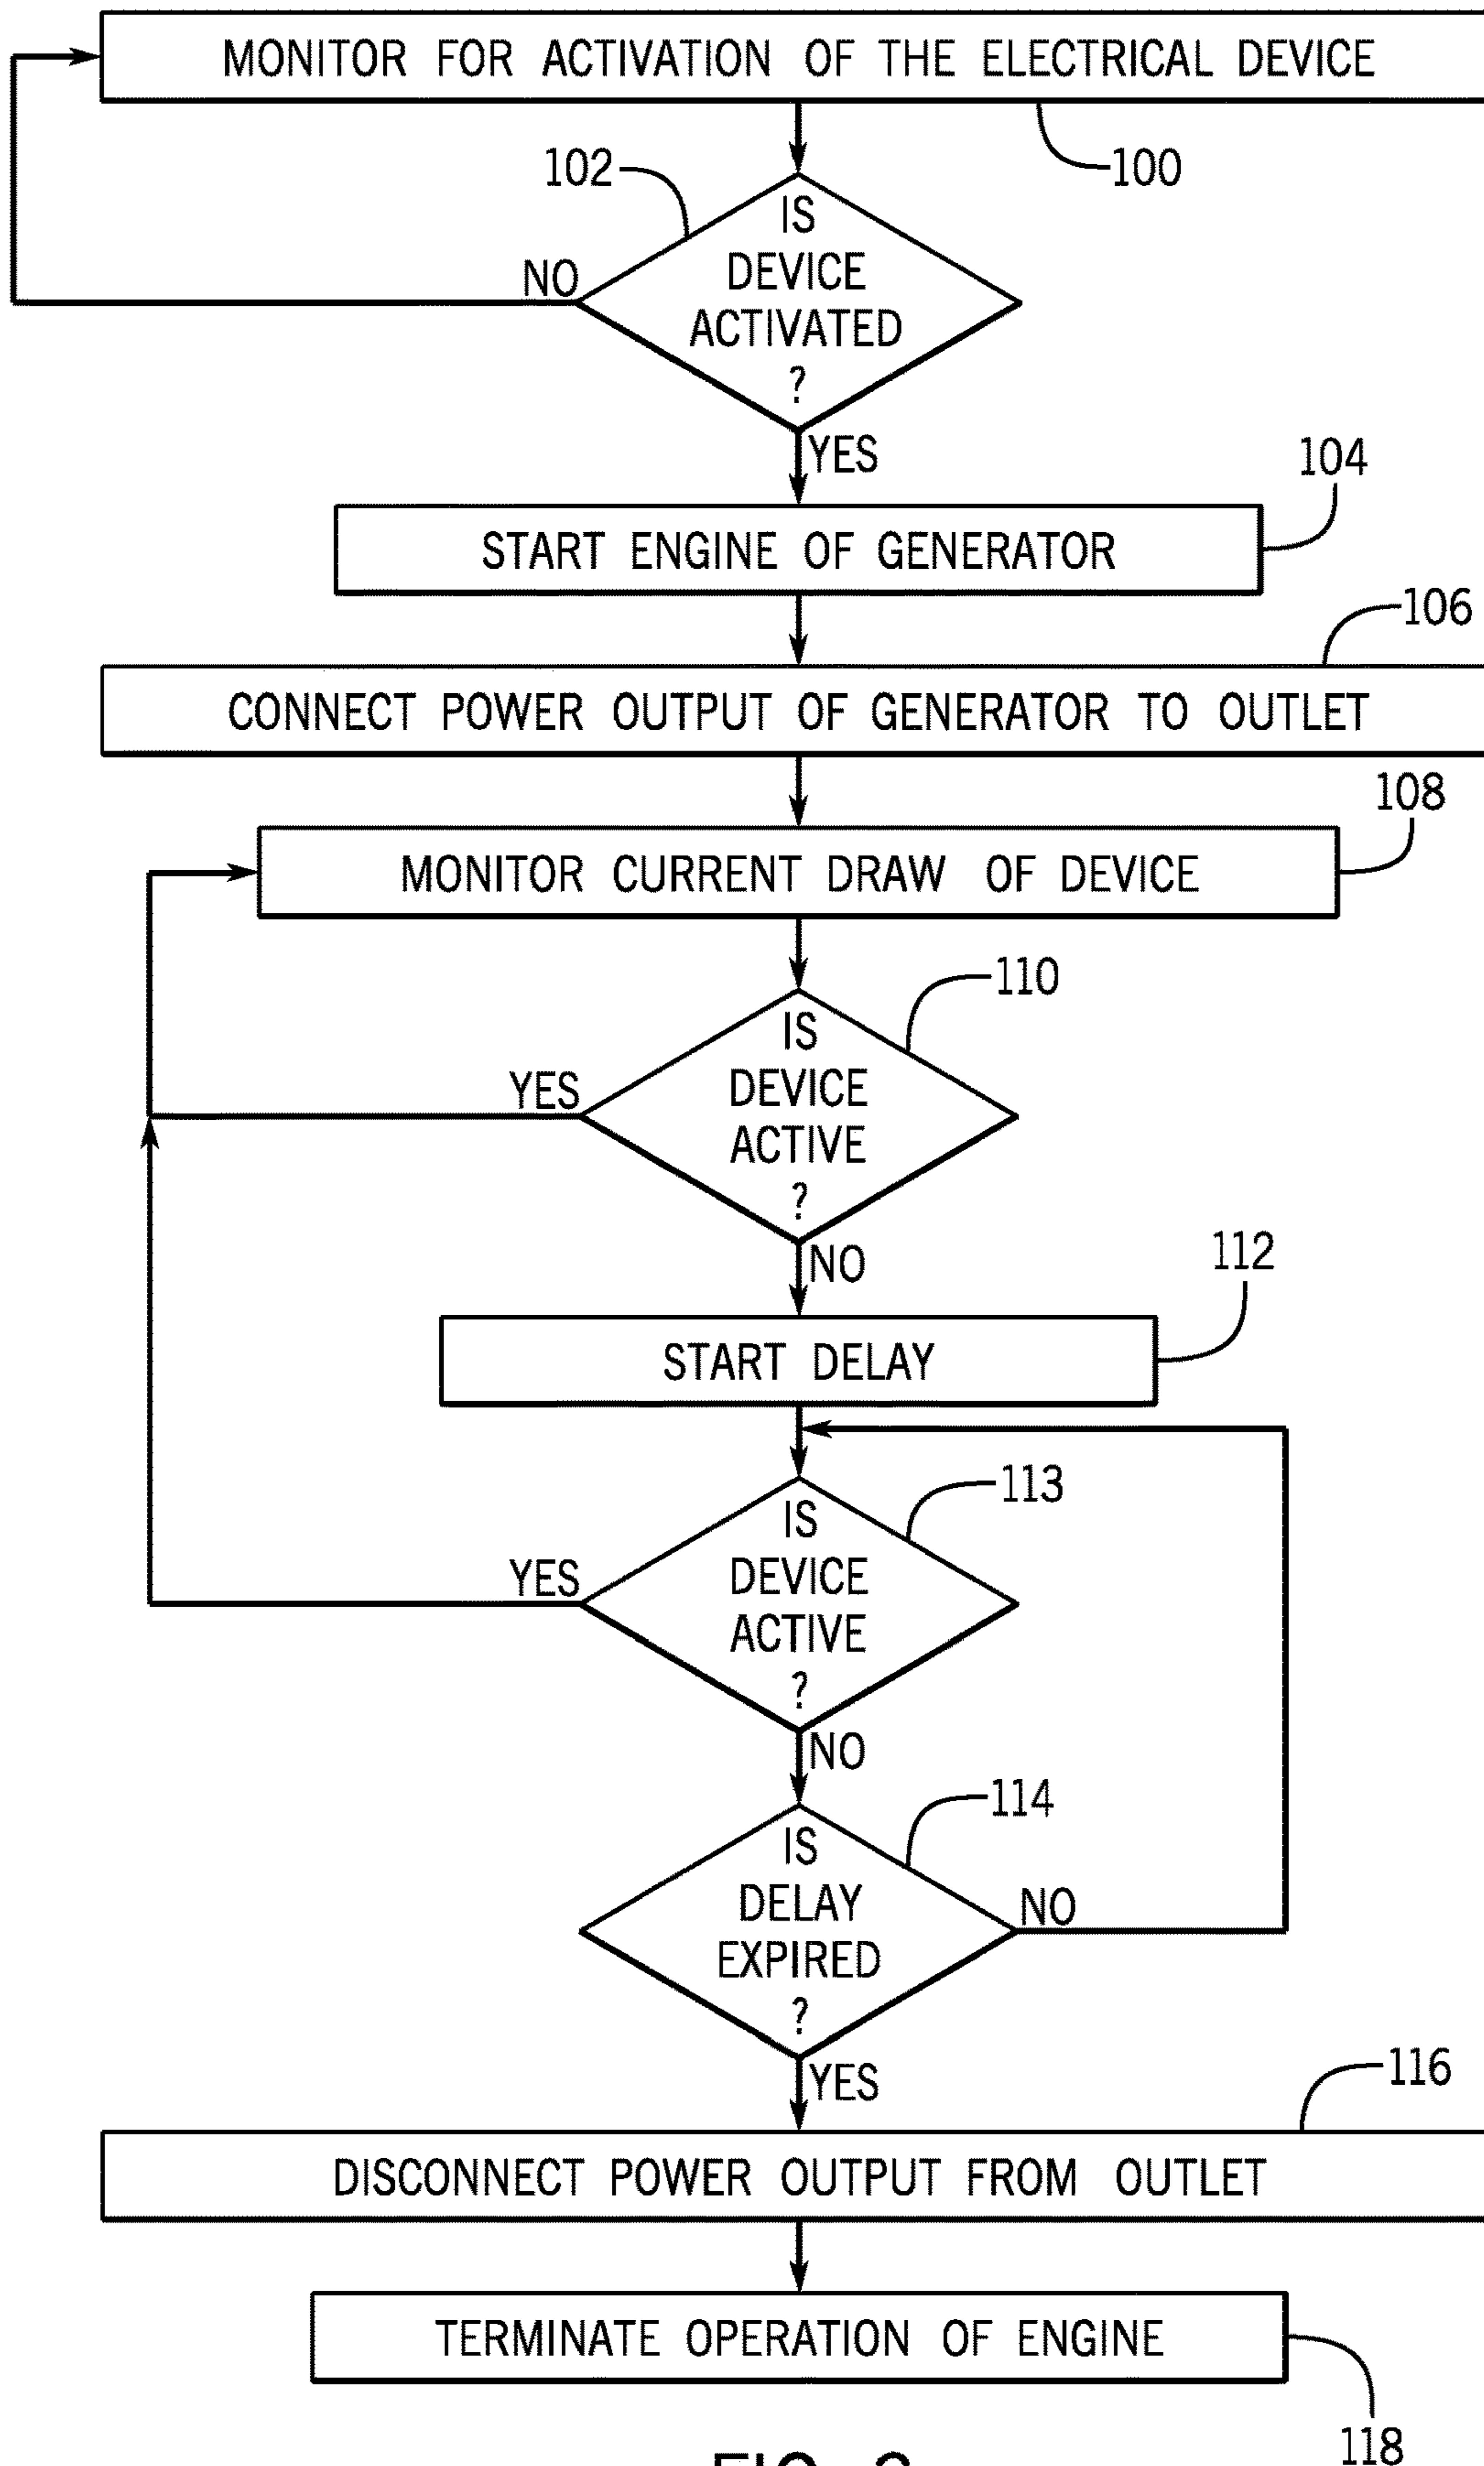 MONITOR FOR ACTIVATION OF THE ELECTRICAL DEVICE
100
102
IS
DEVICE
ACTIVATED
?
NO
YES
104
START ENGINE OF GENERATOR
106
CONNECT POWER OUTPUT OF GENERATOR TO OUTLET
108
MONITOR CURRENT DRAW OF DEVICE
110
IS
DEVICE
ACTIVE
?
YES
NO
112
START DELAY
113
IS
DEVICE
ACTIVE
?
YES
NO
114
IS
DELAY
EXPIRED
?
NO
YES
116
DISCONNECT POWER OUTPUT FROM OUTLET
TERMINATE OPERATION OF ENGINE
118
FIG.